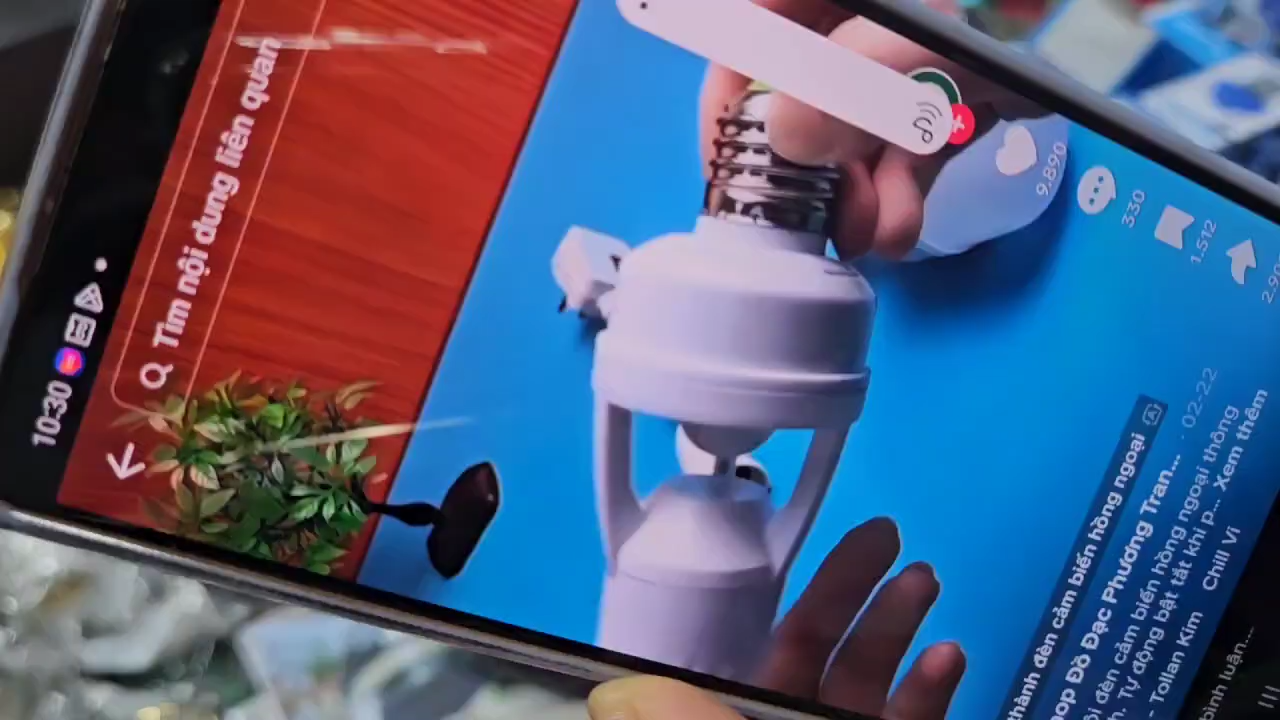 10:30
Tìm nội dung liên quan
9.890
330
1.512
thành đèn cảm biến hồng ngoại
Đồ Đạc Phương Tran... · 02-22
đèn cảm biến hồng ngoại thông
Tự động bật tắt khi p... Xem thêm
- Tollan Kim Chill Vi
luận...